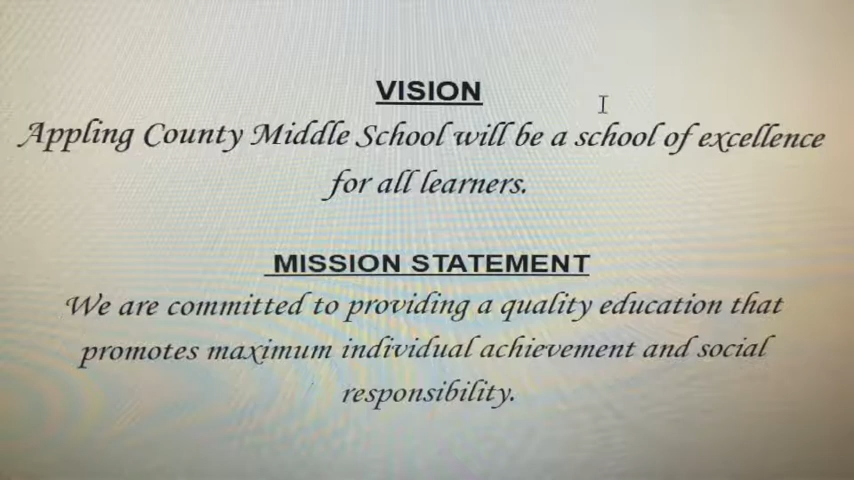 VISION
Appling County Middle School will be a school of excellence
for all learners.
MISSION STATEMENT
We are committed to providing a quality education that
promotes maximum individual achievement and social
responsibility.